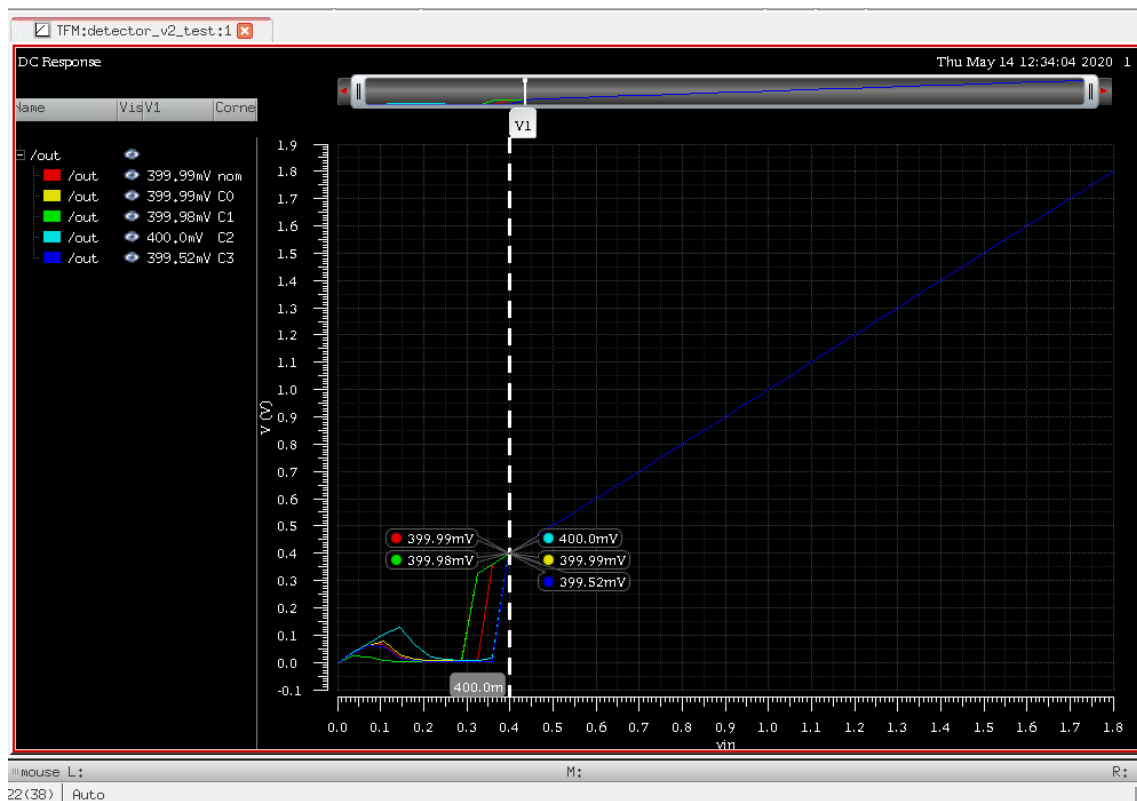 TFM:detector_v2_test:1
DC Response
Thu May 14 12:34:04 2020 1
Name Vis V1 Corne
/out
/out 399.99mV nom
/out 399.99mV C0
/out 399.98mV C1
/out 400.0mV C2
/out 399.52mV C3
V1
1.9
1.8
1.7
1.6
1.5
1.4
1.3
1.2
1.1
1.0
0.9
0.8
0.7
0.6
0.5
0.4
0.3
0.2
0.1
0.0
-0.1
V (V)
399.99mV
400.0mV
399.98mV
399.99mV
399.52mV
400.0m
0.0 0.1 0.2 0.3 0.4 0.5 0.6 0.7 0.8 0.9 1.0 1.1 1.2 1.3 1.4 1.5 1.6 1.7 1.8
vin
mouse L: M: R:
22(38) Auto